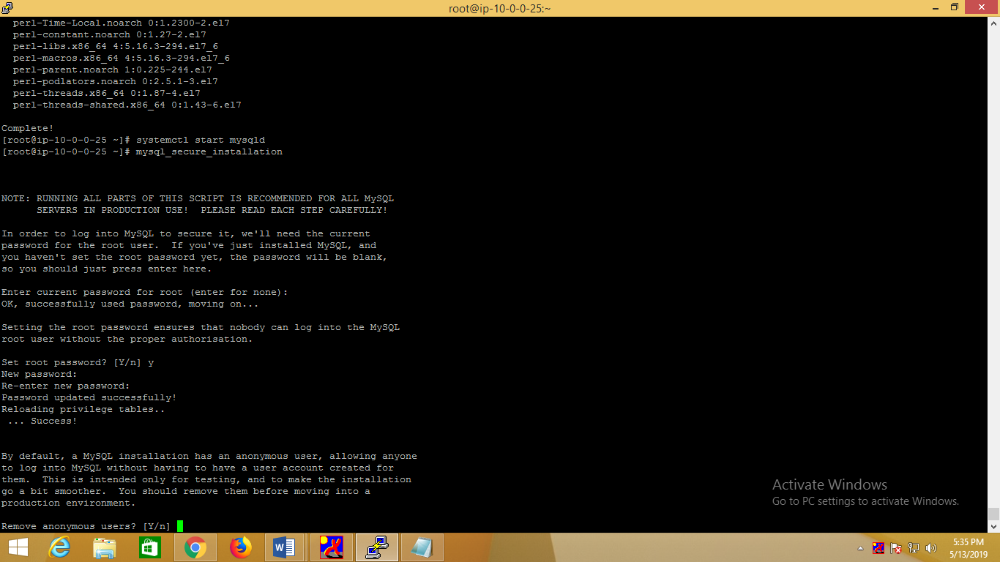 root@ip-10-0-0-25:~
perl-Time-Local.noarch 0:1.2300-2.el7
perl-constant.noarch 0:1.27-2.el7
perl-libs.x86_64 4:5.16.3-294.el7_6
perl-macros.x86_64 4:5.16.3-294.el7_6
perl-parent.noarch 1:0.225-244.el7
perl-podlators.noarch 0:2.5.1-3.el7
perl-threads.x86_64 0:1.87-4.el7
perl-threads-shared.x86_64 0:1.43-6.el7
Complete!
[root@ip-10-0-0-25 ~]# systemctl start mysqld
[root@ip-10-0-0-25 ~]# mysql_secure_installation
NOTE: RUNNING ALL PARTS OF THIS SCRIPT IS RECOMMENDED FOR ALL MySQL
SERVERS IN PRODUCTION USE!  PLEASE READ EACH STEP CAREFULLY!
In order to log into MySQL to secure it, we'll need the current
password for the root user.  If you've just installed MySQL, and
you haven't set the root password yet, the password will be blank,
so you should just press enter here.
Enter current password for root (enter for none):
OK, successfully used password, moving on...
Setting the root password ensures that nobody can log into the MySQL
root user without the proper authorisation.
Set root password? [Y/n] y
New password:
Re-enter new password:
Password updated successfully!
Reloading privilege tables..
... Success!
By default, a MySQL installation has an anonymous user, allowing anyone
to log into MySQL without having to have a user account created for
them.  This is intended only for testing, and to make the installation
go a bit smoother.  You should remove them before moving into a
production environment.
Remove anonymous users? [Y/n]
Activate Windows
Go to PC settings to activate Windows.
5:35 PM
5/13/2019